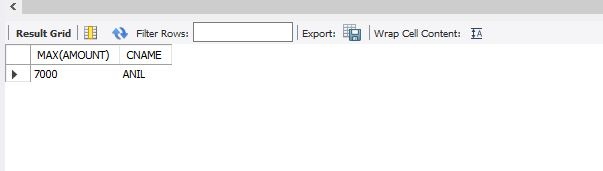 Result Grid Filter Rows: Export: Wrap Cell Content:
MAX(AMOUNT) CNAME
7000 ANIL